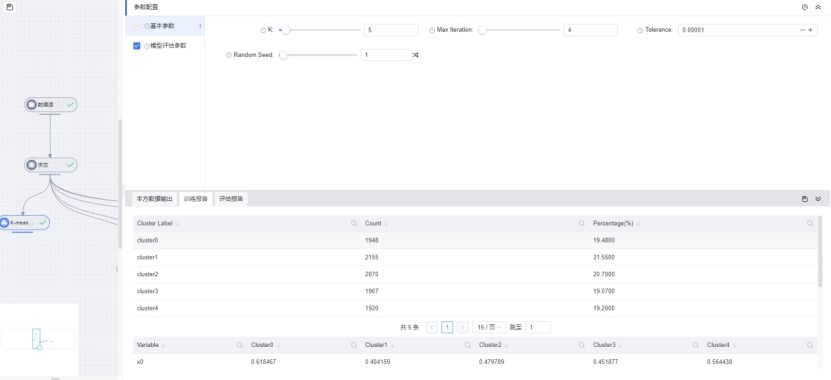 参数配置
基本参数
模型评估参数
K: 5
Max Iteration: 4
Tolerance: 0.00001
Random Seed: 1
数据源
求交
K-mean...
本方数据输出 训练报告 评估报告
Cluster Label Count Percentage(%)
cluster0 1948 19.4800
cluster1 2155 21.5500
cluster2 2070 20.7000
cluster3 1907 19.0700
cluster4 1920 19.2000
共 5 条 1 15 / 页 跳至 1
Variable Cluster0 Cluster1 Cluster2 Cluster3 Cluster4
x0 0.618467 0.404159 0.479789 0.451877 0.564438